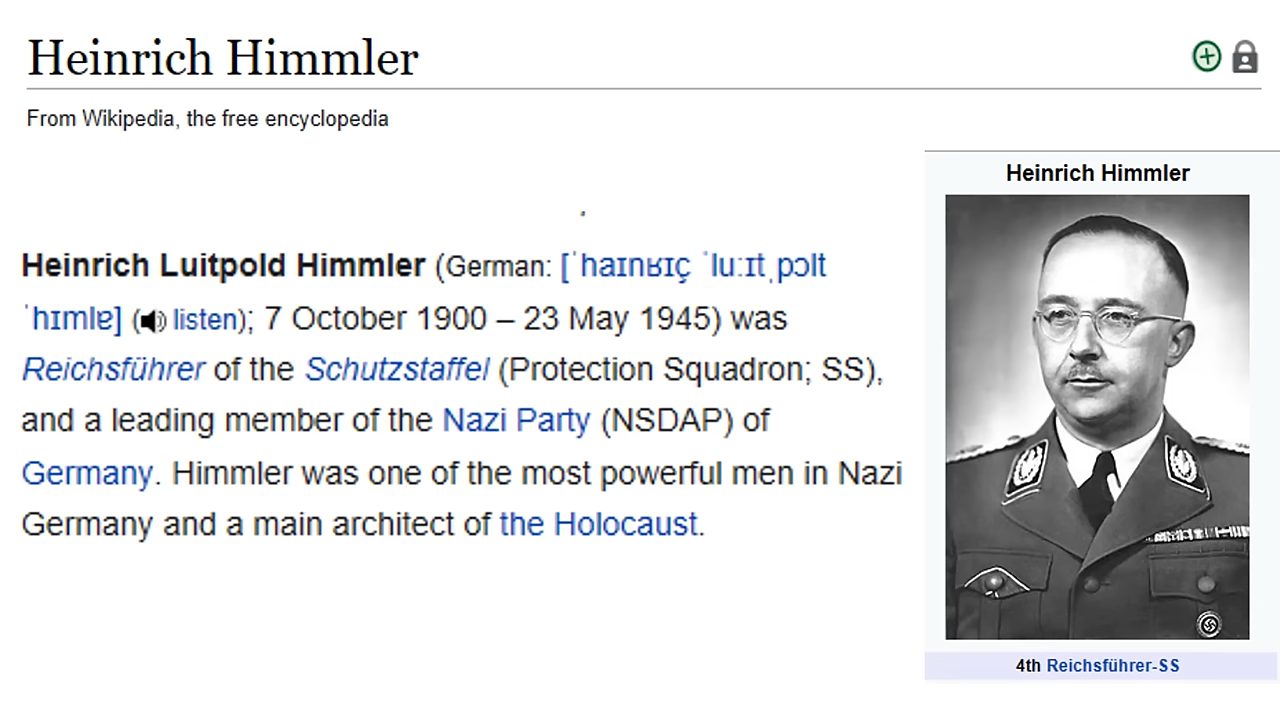 Heinrich Himmler
From Wikipedia, the free encyclopedia
Heinrich Himmler
Heinrich Luitpold Himmler (German: [ˈhaɪnʁɪç ˈluːɪtˌpɔlt
ˈhɪmlɐ] (listen); 7 October 1900 – 23 May 1945) was
Reichsführer of the Schutzstaffel (Protection Squadron; SS),
and a leading member of the Nazi Party (NSDAP) of
Germany. Himmler was one of the most powerful men in Nazi
Germany and a main architect of the Holocaust.
4th Reichsführer-SS